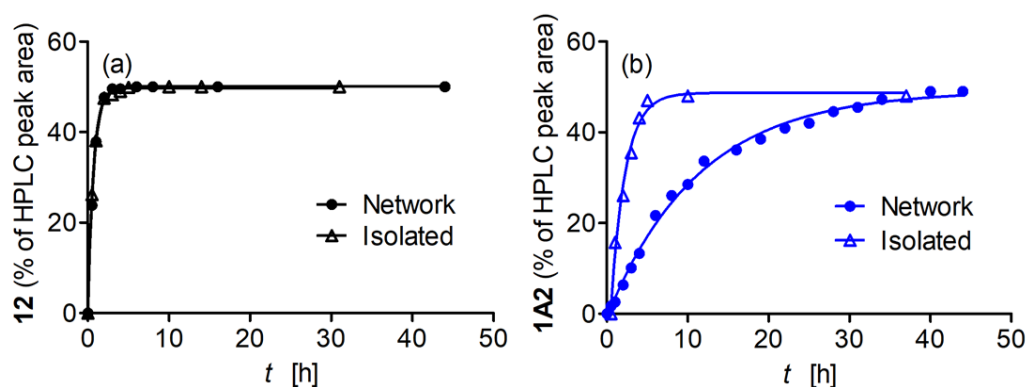 12 (% of HPLC peak area)
60
40
20
0
(a)
Network
Isolated
0 10 20 30 40 50
t [h]
1A2 (% of HPLC peak area)
60
40
20
0
(b)
Network
Isolated
0 10 20 30 40 50
t [h]